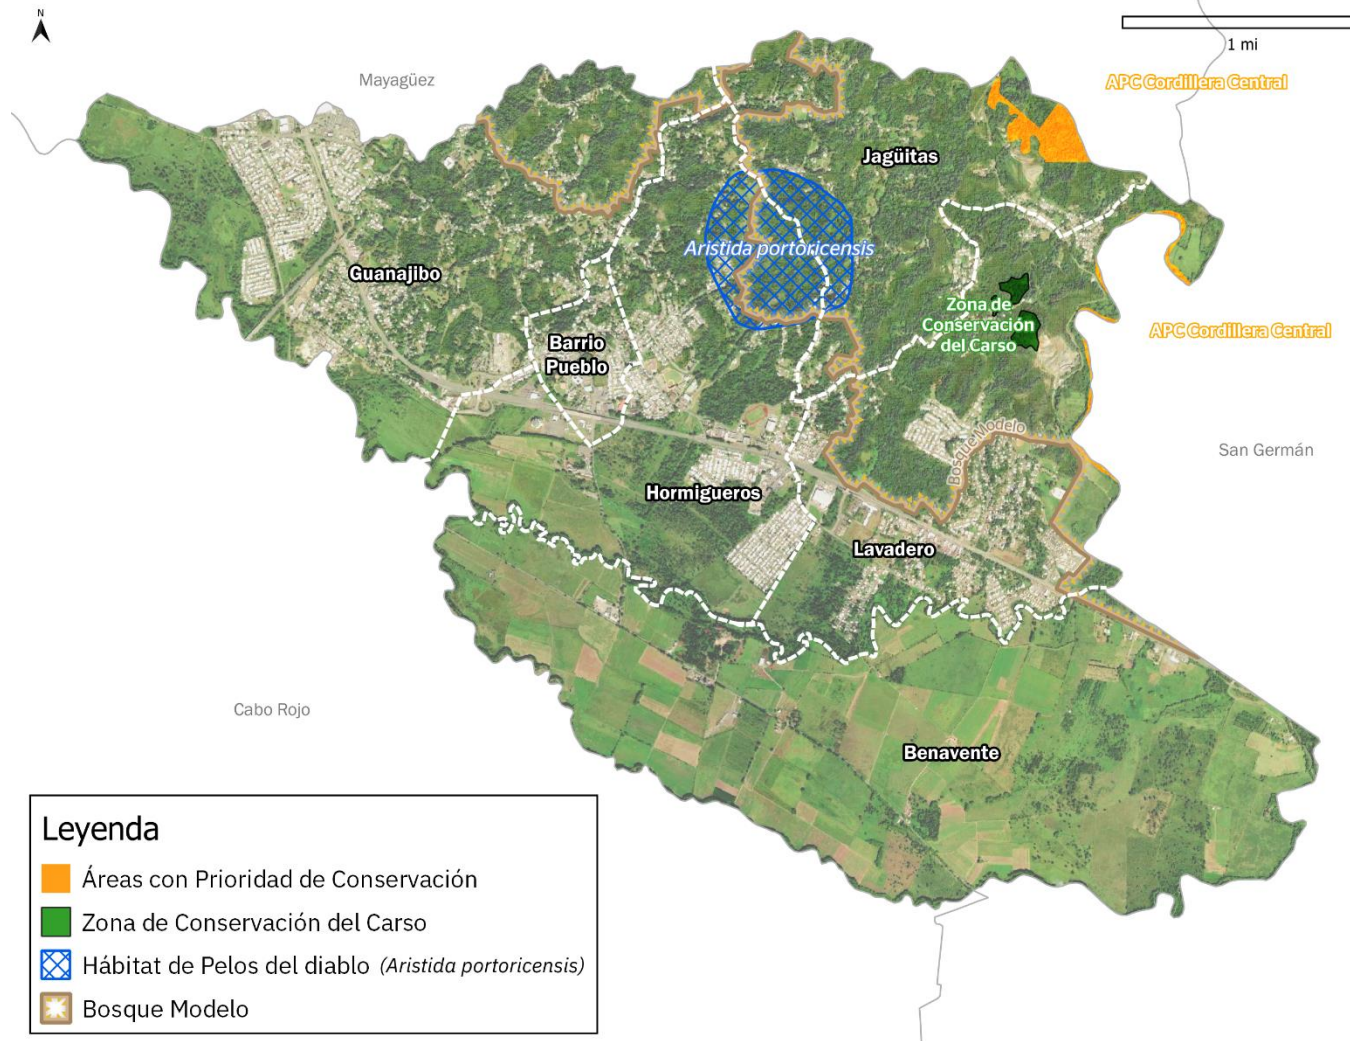 N
1 mi
Mayagüez
APC Cordillera Central
Jagüitas
Aristida portoricensis
Guanajibo
Zona de
Conservación
del Carso
APC Cordillera Central
Barrio
Pueblo
Bosque Modelo
San Germán
Hormigueros
Lavadero
Cabo Rojo
Benavente
Leyenda
Áreas con Prioridad de Conservación
Zona de Conservación del Carso
Hábitat de Pelos del diablo (Aristida portoricensis)
Bosque Modelo